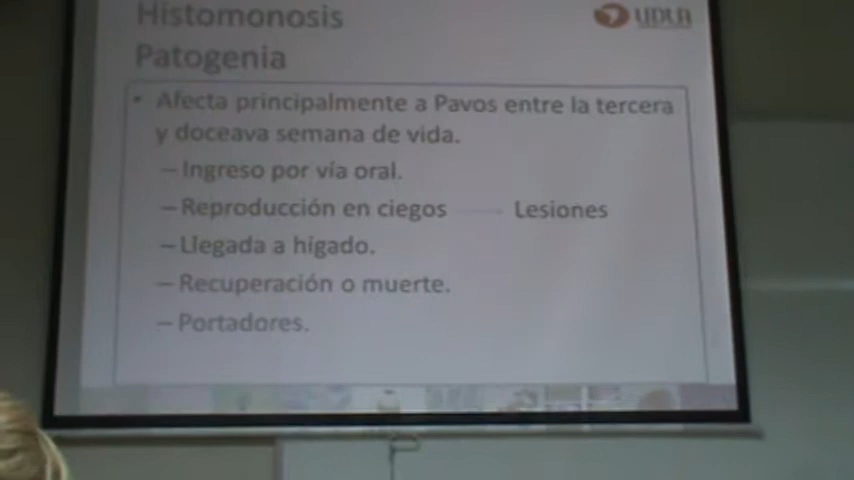 Histomonosis
UDLA
Patogenia
• Afecta principalmente a Pavos entre la tercera
y doceava semana de vida.
– Ingreso por vía oral.
– Reproducción en ciegos Lesiones
– Llegada a hígado.
– Recuperación o muerte.
– Portadores.